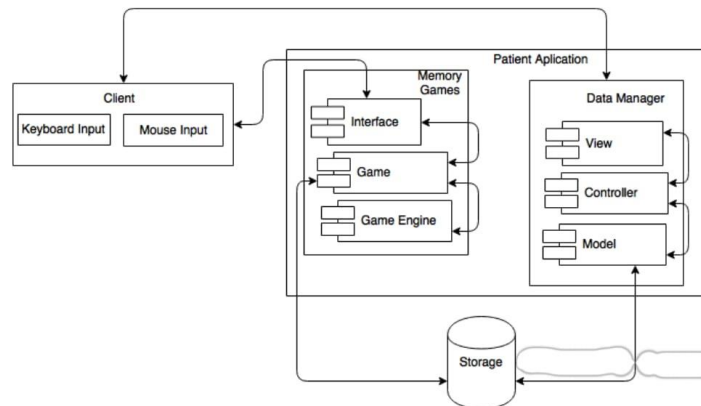 Patient Aplication
Client
Keyboard Input
Mouse Input
Memory
Games
Interface
Game
Game Engine
Data Manager
View
Controller
Model
Storage